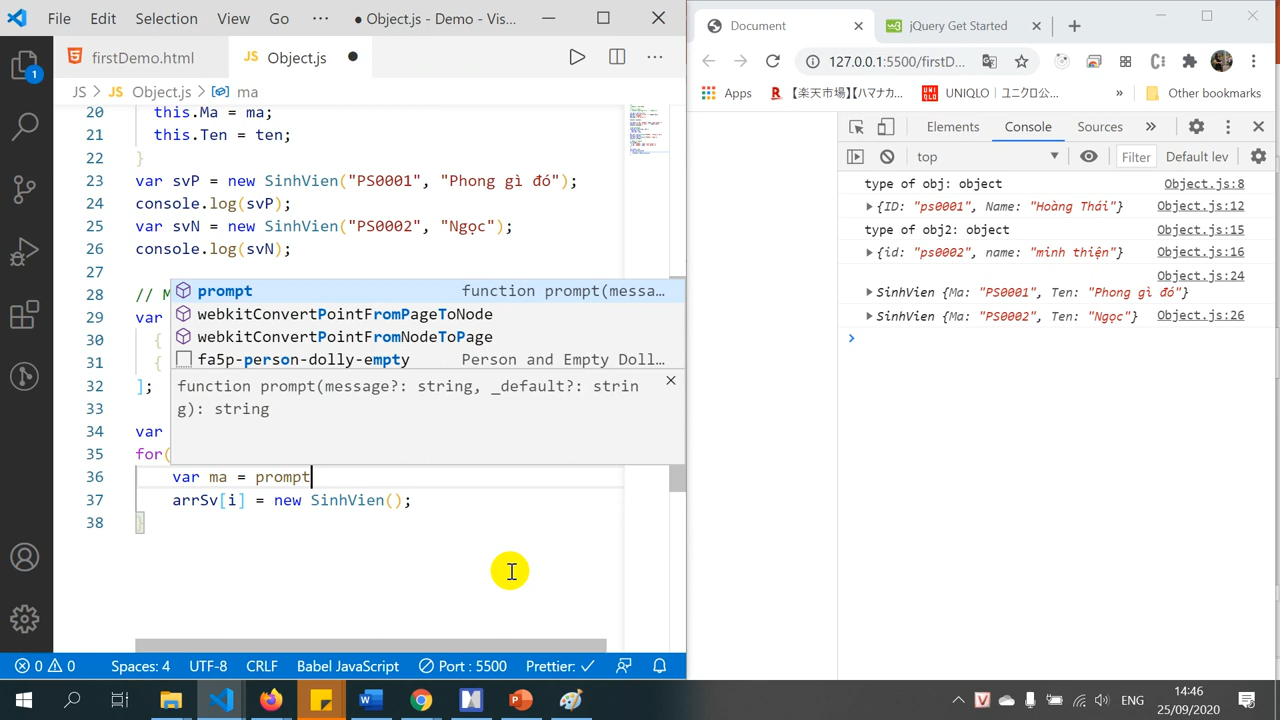 File Edit Selection View Go ··· ● Object.js - Demo - Vis...
firstDemo.html JS Object.js ●
JS > JS Object.js > ma
20 this.Ma = ma;
21 this.Ten = ten;
22 }
23 var svP = new SinhVien("PS0001", "Phong gì đó");
24 console.log(svP);
25 var svN = new SinhVien("PS0002", "Ngọc");
26 console.log(svN);
27
28 // M
29 var
30 {
31 {
32 ];
33
34 var
35 for(
36 var ma = prompt
37 arrSv[i] = new SinhVien();
38 }
prompt function prompt(messa...
webkitConvertPointFromPageToNode
webkitConvertPointFromNodeToPage
fa5p-person-dolly-empty Person and Empty Doll...
function prompt(message?: string, _default?: strin
g): string
1
0 0 Spaces: 4 UTF-8 CRLF Babel JavaScript Port : 5500 Prettier: ✓
Document jQuery Get Started
127.0.0.1:5500/firstD...
Apps 【楽天市場】【ハマナカ... UNIQLO | ユニクロ公... » Other bookmarks
Elements Console Sources »
top Filter Default lev
type of obj: object Object.js:8
{ID: "ps0001", Name: "Hoàng Thái"} Object.js:12
type of obj2: object Object.js:15
{id: "ps0002", name: "minh thiện"} Object.js:16
Object.js:24
SinhVien {Ma: "PS0001", Ten: "Phong gì đó"}
SinhVien {Ma: "PS0002", Ten: "Ngọc"} Object.js:26
ENG 14:46
25/09/2020